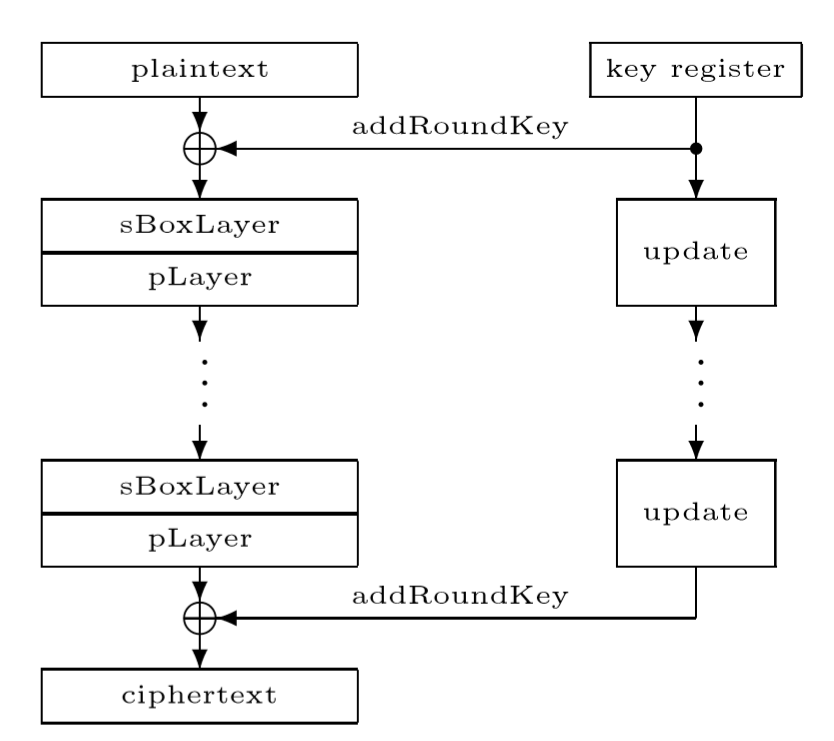 plaintext
key register
addRoundKey
sBoxLayer
pLayer
update
sBoxLayer
pLayer
update
addRoundKey
ciphertext